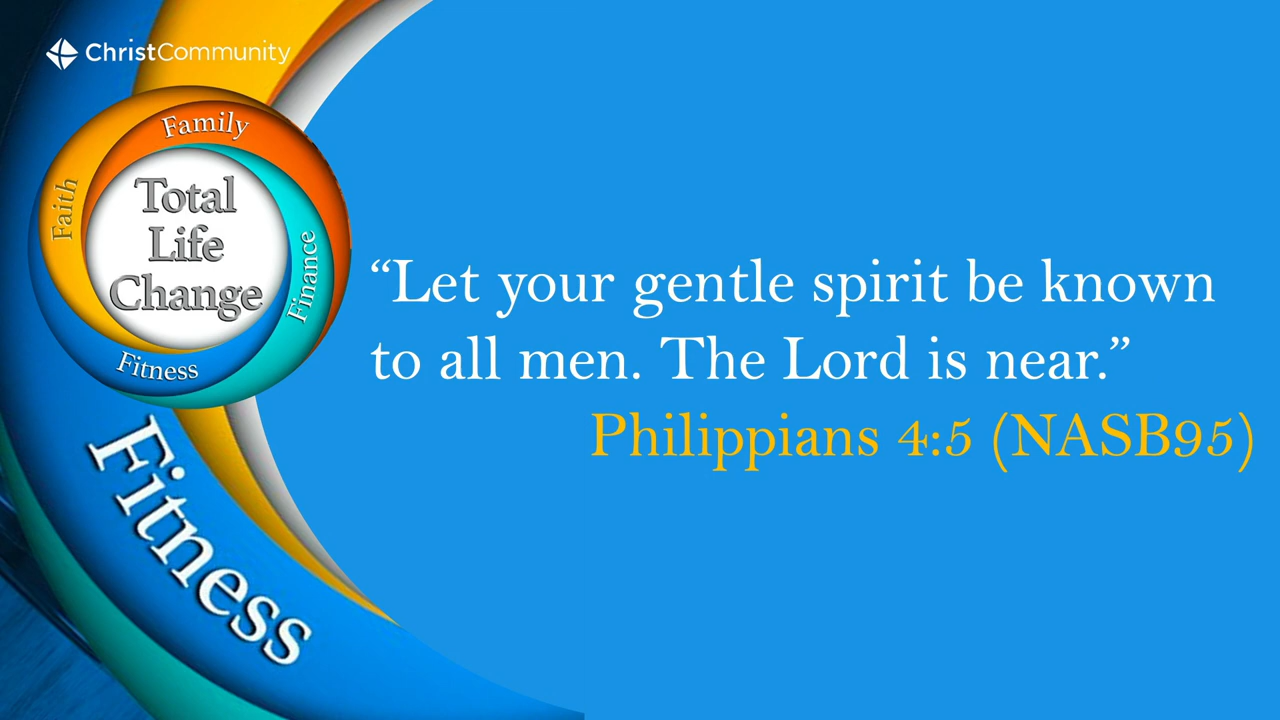 ChristCommunity
Family
Faith
Total
Life
Change
Finance
Fitness
Fitness
“Let your gentle spirit be known
to all men. The Lord is near.”
Philippians 4:5 (NASB95)